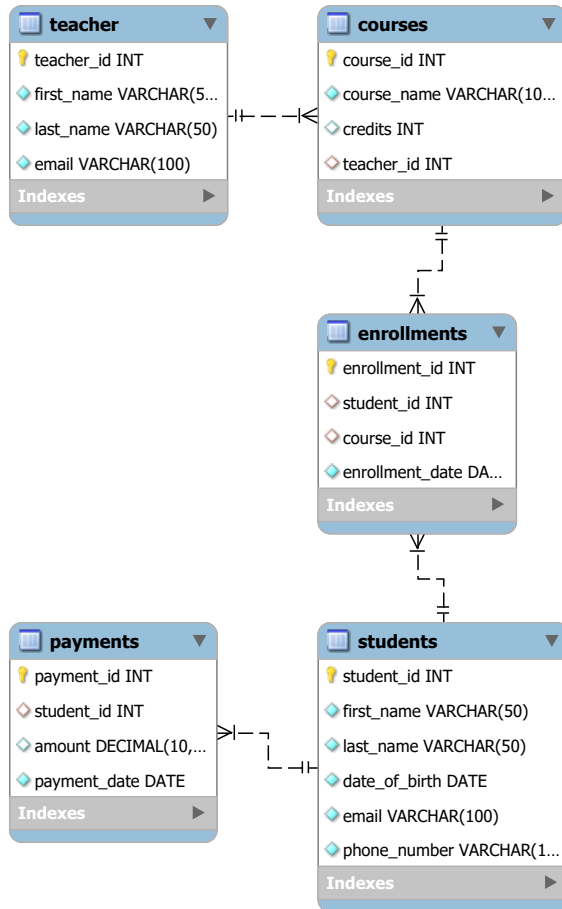 teacher
teacher_id INT
first_name VARCHAR(5...
last_name VARCHAR(50)
email VARCHAR(100)
Indexes
courses
course_id INT
course_name VARCHAR(10...
credits INT
teacher_id INT
Indexes
enrollments
enrollment_id INT
student_id INT
course_id INT
enrollment_date DA...
Indexes
payments
payment_id INT
student_id INT
amount DECIMAL(10,...
payment_date DATE
Indexes
students
student_id INT
first_name VARCHAR(50)
last_name VARCHAR(50)
date_of_birth DATE
email VARCHAR(100)
phone_number VARCHAR(1...
Indexes